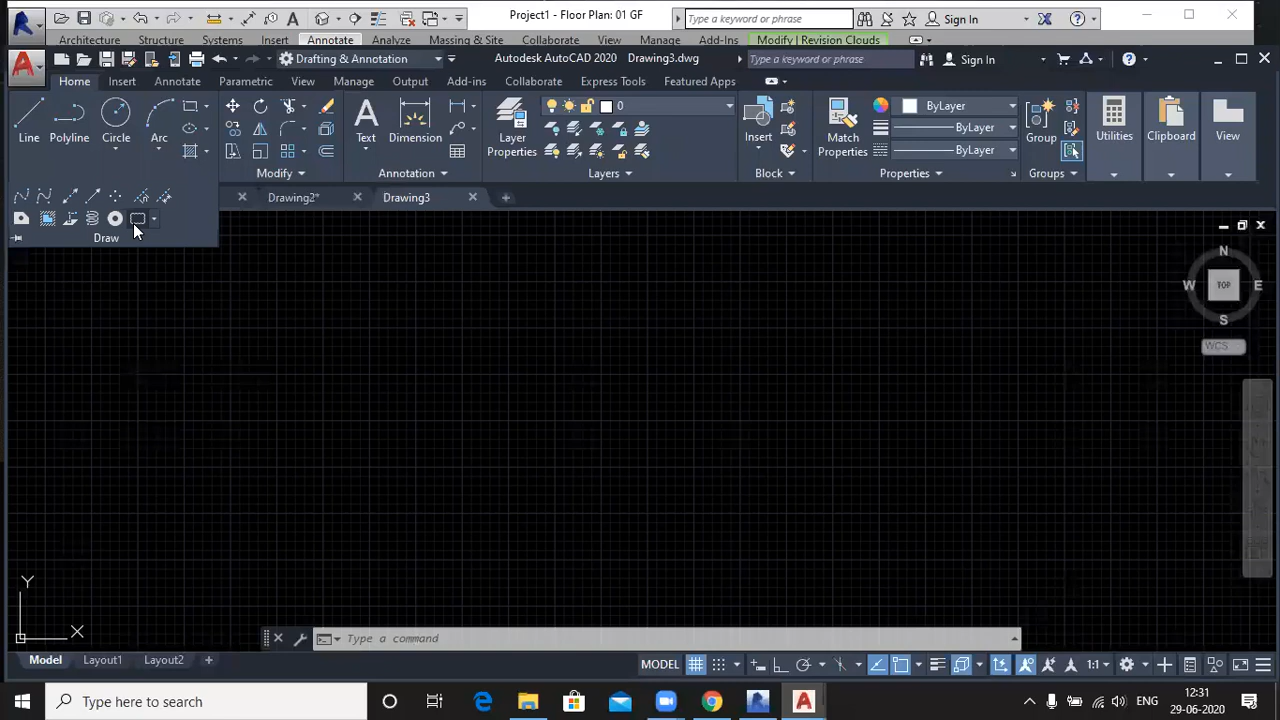 Project1 - Floor Plan: 01 GF
Type a keyword or phrase
Sign In
Architecture Structure Systems Insert Annotate Analyze Massing & Site Collaborate View Manage Add-Ins Modify | Revision Clouds
Drafting & Annotation
Autodesk AutoCAD 2020 Drawing3.dwg
Type a keyword or phrase
Sign In
Home Insert Annotate Parametric View Manage Output Add-ins Collaborate Express Tools Featured Apps
0
ByLayer
ByLayer
ByLayer
Line Polyline Circle Arc
Text Dimension
Layer
Properties
Insert
Match
Properties
Group
Utilities
Clipboard
View
Modify
Annotation
Layers
Block
Properties
Groups
Drawing2*
Drawing3
Draw
N
W
TOP
E
S
WCS
Y
X
Type a command
Model Layout1 Layout2
MODEL
1:1
Type here to search
ENG
12:31
29-06-2020